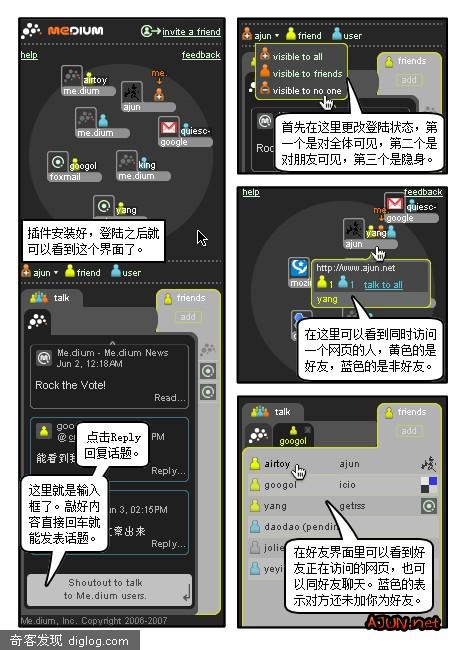 ME.DIUM
invite a friend
help
feedback
airtoy
me.dium
me.
ajun
me.dium
quiesc-
google
googol
foxmail
king
me.dium
yang
插件安装好，登陆之后就
可以看到这个界面了。
ajun
friend
user
talk
friends
add
Me.dium - Me.dium News
Jun 2, 12:18AM
Rock the Vote!
Read...
goo
PM
能看到我
Reply...
点击Reply
回复话题。
这里就是输入
框了。敲好内
容直接回车就
能发表话题。
3, 02:15PM
出来
Reply...
Shoutout to talk
to Me.dium users.
Me.dium, Inc. Copyright 2006-2007
ajun
friend
user
visible to all
visible to friends
visible to no one
friends
add
Roc
首先在这里更改登陆状态，第
一个是对全体可见，第二个是
对朋友可见，第三个是隐身。
help
feedback
quiesc-
google
me.
yang
ajun
mozi
http://www.ajun.net
1
1
talk to all
yang
在这里可以看到同时访问
一个网页的人，黄色的是
好友，蓝色的是非好友。
talk
friends
googol
add
airtoy
ajun
googol
icio
yang
getrss
daodao (pendin
jolie
yeyi
在好友界面里可以看到好
友正在访问的网页，也可
以同好友聊天。蓝色的表
示对方还未加你为好友。
AJUN.net
奇客发现 diglog.com